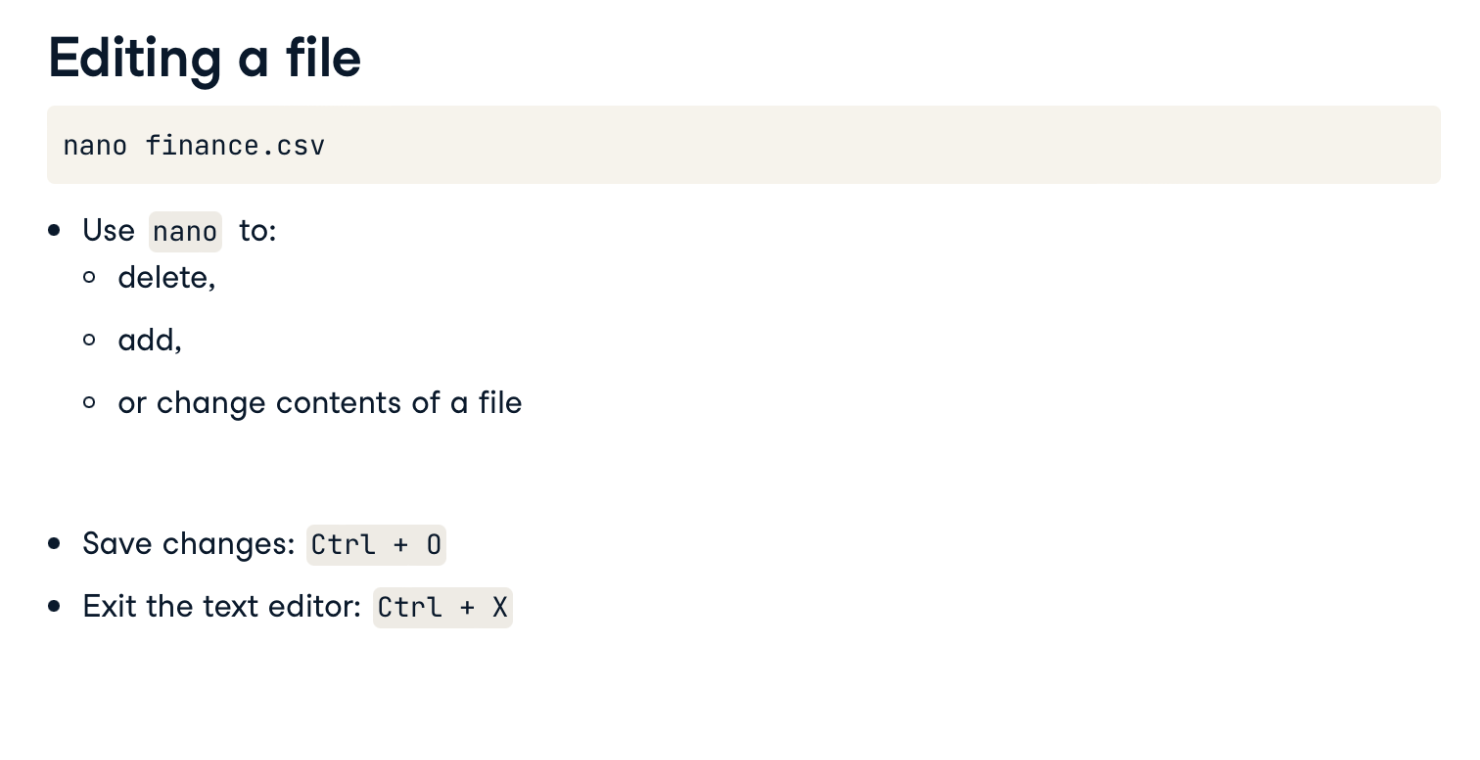 Editing a file
nano finance.csv
• Use nano to:
◦ delete,
◦ add,
◦ or change contents of a file
• Save changes: Ctrl + O
• Exit the text editor: Ctrl + X